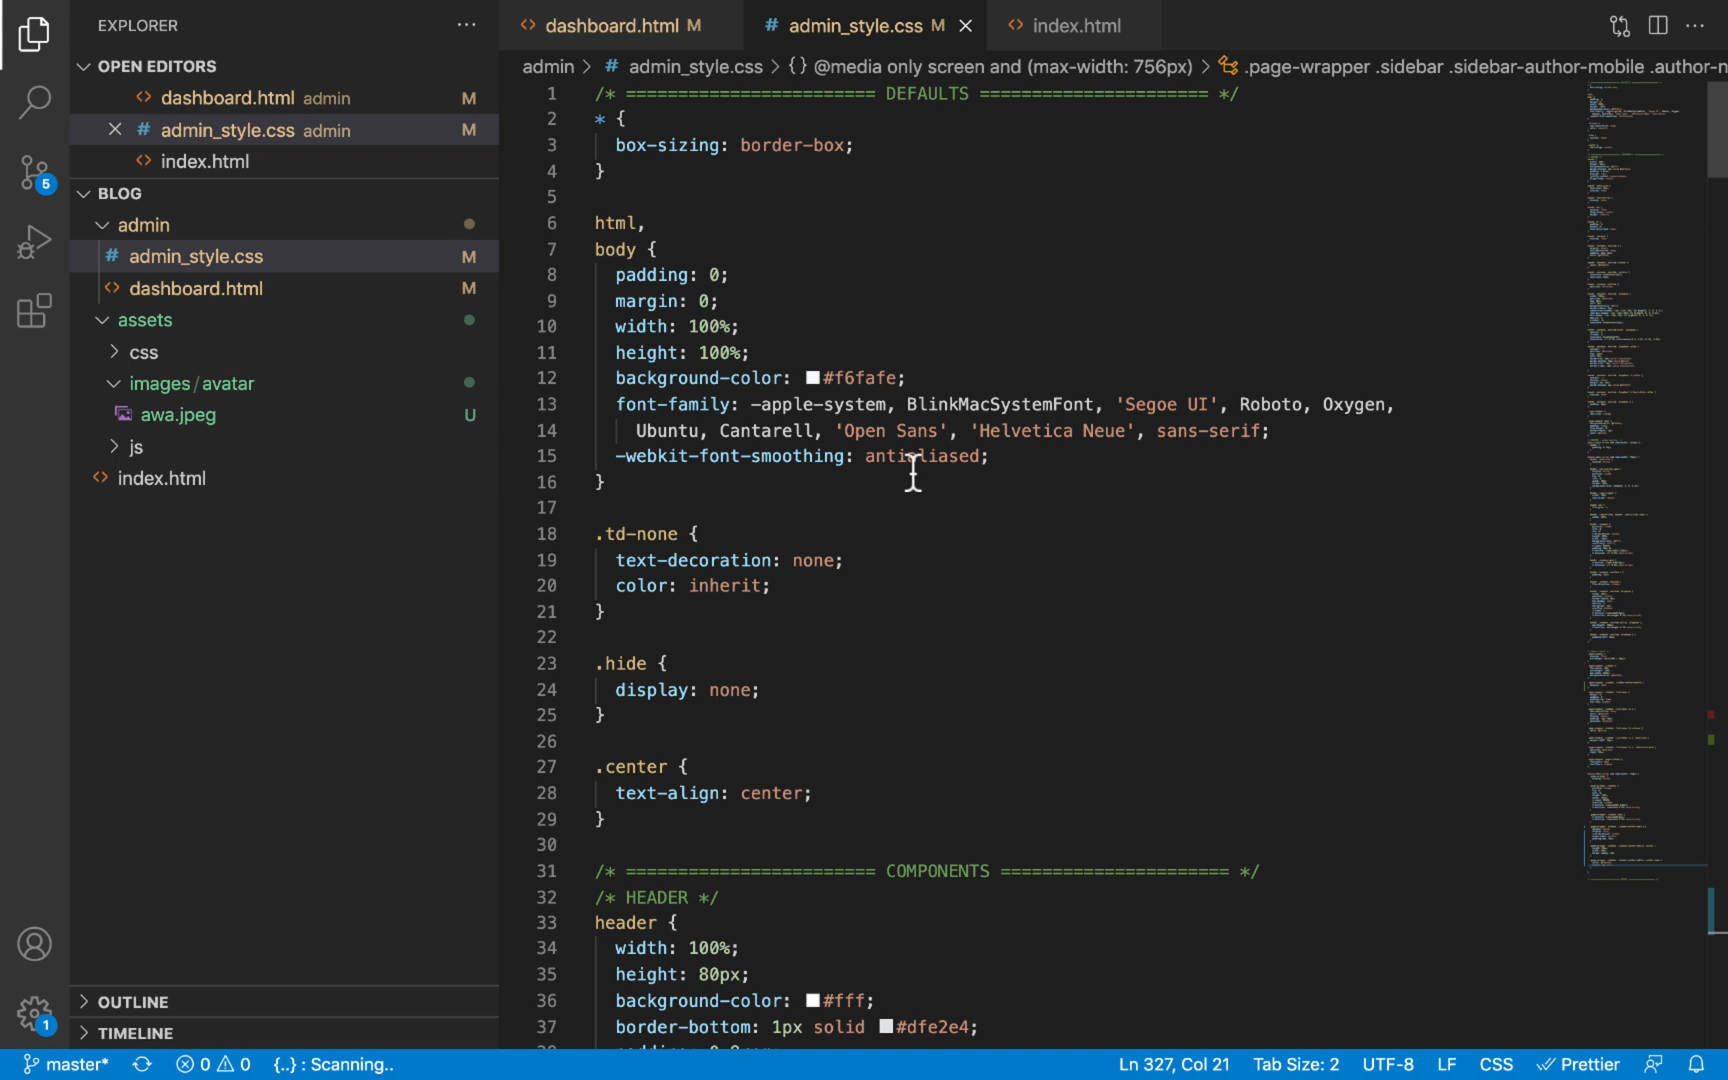 EXPLORER
OPEN EDITORS
dashboard.html admin M
admin_style.css admin M
index.html
BLOG
admin
admin_style.css M
dashboard.html M
assets
css
images/avatar
awa.jpeg U
js
index.html
OUTLINE
TIMELINE
5
1
dashboard.html M
# admin_style.css M
index.html
admin > # admin_style.css > {} @media only screen and (max-width: 756px) > .page-wrapper .sidebar .sidebar-author-mobile .author-n
1 /* ======================== DEFAULTS ====================== */
2 * {
3 box-sizing: border-box;
4 }
5
6 html,
7 body {
8 padding: 0;
9 margin: 0;
10 width: 100%;
11 height: 100%;
12 background-color: #f6fafe;
13 font-family: -apple-system, BlinkMacSystemFont, 'Segoe UI', Roboto, Oxygen,
14 Ubuntu, Cantarell, 'Open Sans', 'Helvetica Neue', sans-serif;
15 -webkit-font-smoothing: antialiased;
16 }
17
18 .td-none {
19 text-decoration: none;
20 color: inherit;
21 }
22
23 .hide {
24 display: none;
25 }
26
27 .center {
28 text-align: center;
29 }
30
31 /* ======================== COMPONENTS ====================== */
32 /* HEADER */
33 header {
34 width: 100%;
35 height: 80px;
36 background-color: #fff;
37 border-bottom: 1px solid #dfe2e4;
master* 0 0 {..} : Scanning.. Ln 327, Col 21 Tab Size: 2 UTF-8 LF CSS Prettier